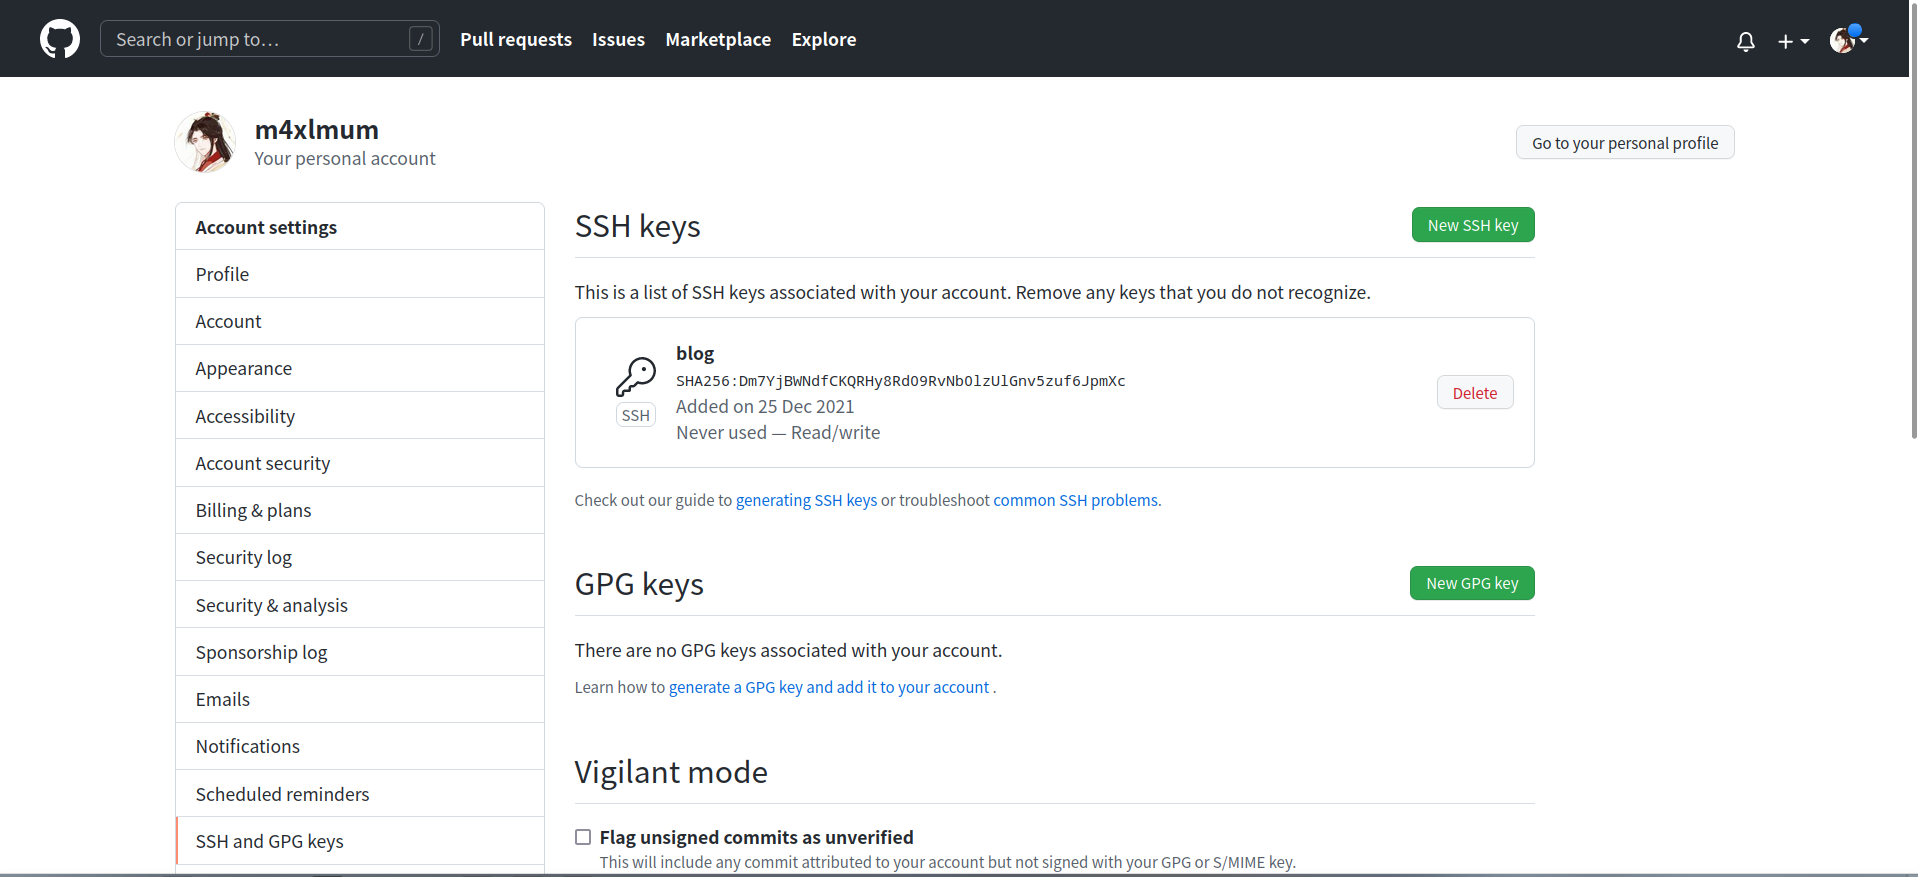 Search or jump to…
/
Pull requests Issues Marketplace Explore
m4xlmum
Your personal account
Go to your personal profile
Account settings
Profile
Account
Appearance
Accessibility
Account security
Billing & plans
Security log
Security & analysis
Sponsorship log
Emails
Notifications
Scheduled reminders
SSH and GPG keys
SSH keys
New SSH key
This is a list of SSH keys associated with your account. Remove any keys that you do not recognize.
blog
SHA256:Dm7YjBWNdfCKQRHy8RdO9RvNbOlzUlGnv5zuf6JpmXc
Added on 25 Dec 2021
Never used — Read/write
SSH
Delete
Check out our guide to generating SSH keys or troubleshoot common SSH problems.
GPG keys
New GPG key
There are no GPG keys associated with your account.
Learn how to generate a GPG key and add it to your account .
Vigilant mode
Flag unsigned commits as unverified
This will include any commit attributed to your account but not signed with your GPG or S/MIME key.